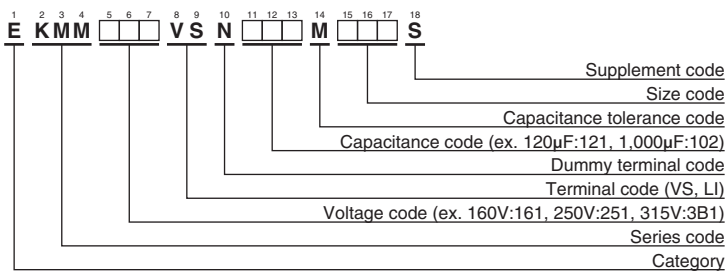 1 2 3 4 5 6 7 8 9 10 11 12 13 14 15 16 17 18
E KMM □□□ VS N □□□ M □□□ S
Supplement code
Size code
Capacitance tolerance code
Capacitance code (ex. 120µF:121, 1,000µF:102)
Dummy terminal code
Terminal code (VS, LI)
Voltage code (ex. 160V:161, 250V:251, 315V:3B1)
Series code
Category